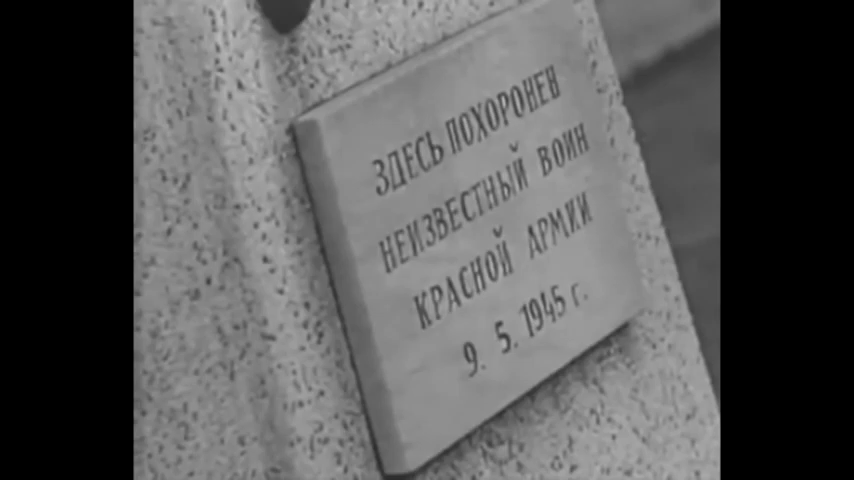 ЗДЕСЬ ПОХОРОНЕН
НЕИЗВЕСТНЫЙ ВОИН
КРАСНОЙ АРМИИ
9. 5. 1945 г.